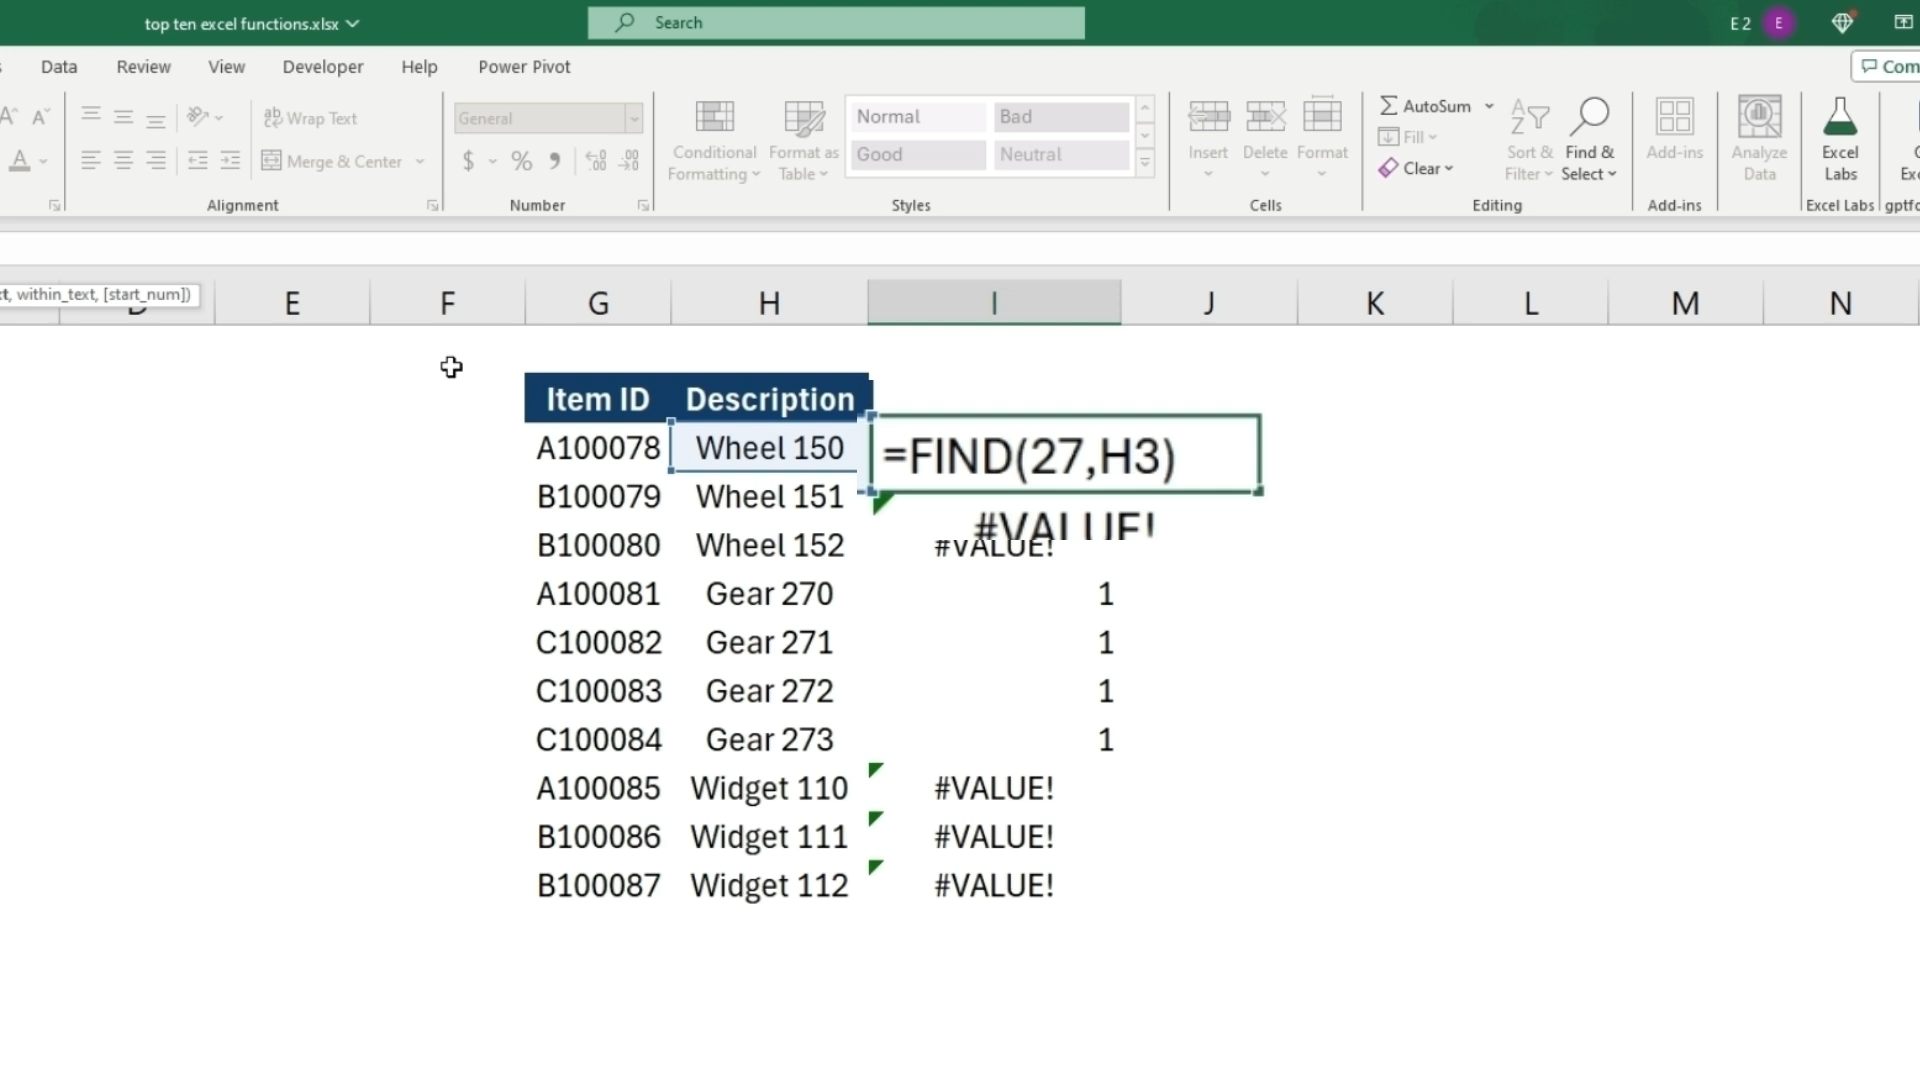 top ten excel functions.xlsx
Search
E 2
E
Data Review View Developer Help Power Pivot
Wrap Text
Merge & Center
Alignment
General
$ %
Number
Conditional Formatting
Format as Table
Normal Bad
Good Neutral
Styles
Insert Delete Format
Cells
AutoSum
Fill
Clear
Sort & Filter
Find & Select
Editing
Add-ins
Add-ins
Analyze Data
Excel Labs
Excel Labs
within_text, [start_num])
E F G H I J K L M N
Item ID Description
A100078 Wheel 150 =FIND(27,H3)
B100079 Wheel 151 #VALUE!
B100080 Wheel 152 #VALUE!
A100081 Gear 270 1
C100082 Gear 271 1
C100083 Gear 272 1
C100084 Gear 273 1
A100085 Widget 110 #VALUE!
B100086 Widget 111 #VALUE!
B100087 Widget 112 #VALUE!